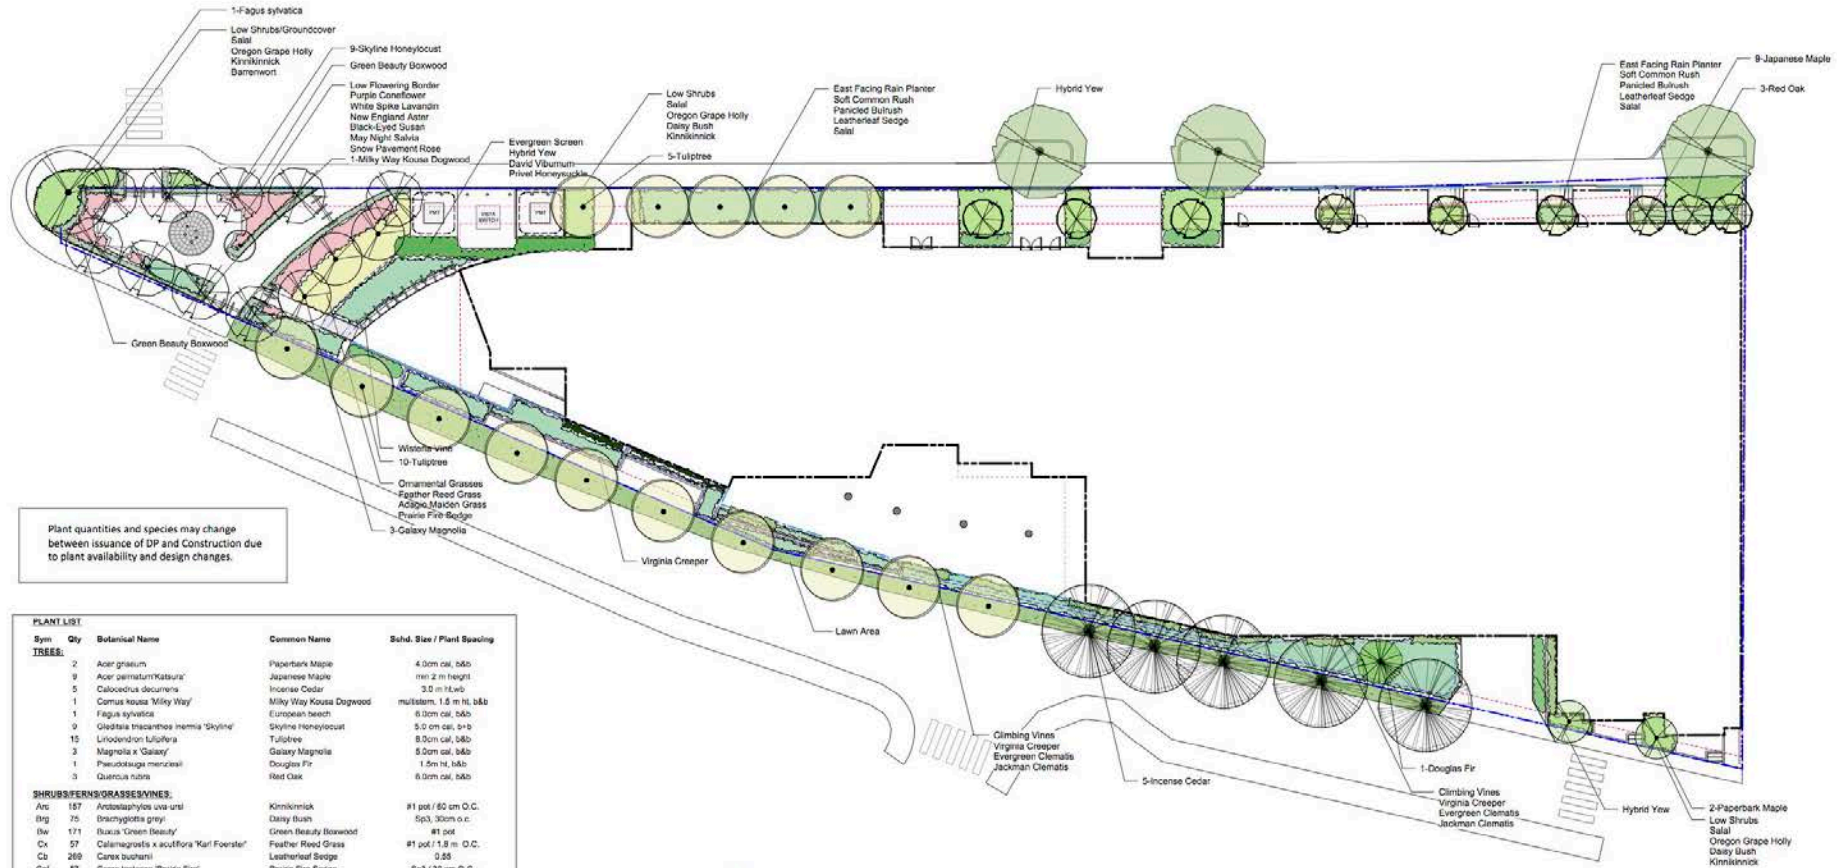 1-Fagus sylvatica
Low Shrubs/Groundcover
Salal
Oregon Grape Holly
Kinnikinnick
Barrenwort
9-Skyline Honeylocust
Green Beauty Boxwood
Low Flowering Border
Purple Coneflower
White Spike Lavandin
New England Aster
Black-Eyed Susan
May Night Salvia
Snow Pavement Rose
1-Milky Way Kousa Dogwood
Evergreen Screen
Hybrid Yew
David Viburnum
Privet Honeysuckle
Low Shrubs
Salal
Oregon Grape Holly
Daisy Bush
Kinnikinnick
5-Tuliptree
East Facing Rain Planter
Soft Common Rush
Panicled Bulrush
Leatherleaf Sedge
Salal
Hybrid Yew
East Facing Rain Planter
Soft Common Rush
Panicled Bulrush
Leatherleaf Sedge
Salal
9-Japanese Maple
3-Red Oak
PMT
VISTA
SWITCH
PMT
Green Beauty Boxwood
Wisteria Vine
10-Tuliptree
Ornamental Grasses
Feather Reed Grass
Adagio Maiden Grass
Prairie Fire Sedge
3-Galaxy Magnolia
Virginia Creeper
Lawn Area
Climbing Vines
Virginia Creeper
Evergreen Clematis
Jackman Clematis
5-Incense Cedar
1-Douglas Fir
Climbing Vines
Virginia Creeper
Evergreen Clematis
Jackman Clematis
Hybrid Yew
2-Paperbark Maple
Low Shrubs
Salal
Oregon Grape Holly
Daisy Bush
Kinnikinnick
Plant quantities and species may change
between issuance of DP and Construction due
to plant availability and design changes.
PLANT LIST
Sym Qty Botanical Name Common Name Schd. Size / Plant Spacing
TREES:
2 Acer griseum Paperbark Maple 4.0cm cal, b&b
9 Acer palmatum'Katsura' Japanese Maple min 2 m height
5 Calocedrus decurrens Incense Cedar 3.0 m ht.wb
1 Cornus kousa 'Milky Way' Milky Way Kousa Dogwood multistem, 1.5 m ht, b&b
1 Fagus sylvatica European beech 6.0cm cal, b&b
9 Gleditsia triacanthos inermis 'Skyline' Skyline Honeylocust 5.0 cm cal, b+b
15 Liriodendron tulipifera Tuliptree 8.0cm cal, b&b
3 Magnolia x 'Galaxy' Galaxy Magnolia 5.0cm cal, b&b
1 Pseudotsuga menziesii Douglas Fir 1.5m ht, b&b
3 Quercus rubra Red Oak 6.0cm cal, b&b
SHRUBS/FERNS/GRASSES/VINES:
Arc 157 Arctostaphylos uva-ursi Kinnikinnick #1 pot / 60 cm O.C.
Brg 75 Brachyglottis greyi Daisy Bush Sp3, 30cm o.c.
Bw 171 Buxus 'Green Beauty' Green Beauty Boxwood #1 pot
Cx 57 Calamagrostis x acutiflora 'Karl Foerster' Feather Reed Grass #1 pot / 1.8 m O.C.
Cb 269 Carex buchanii Leatherleaf Sedge